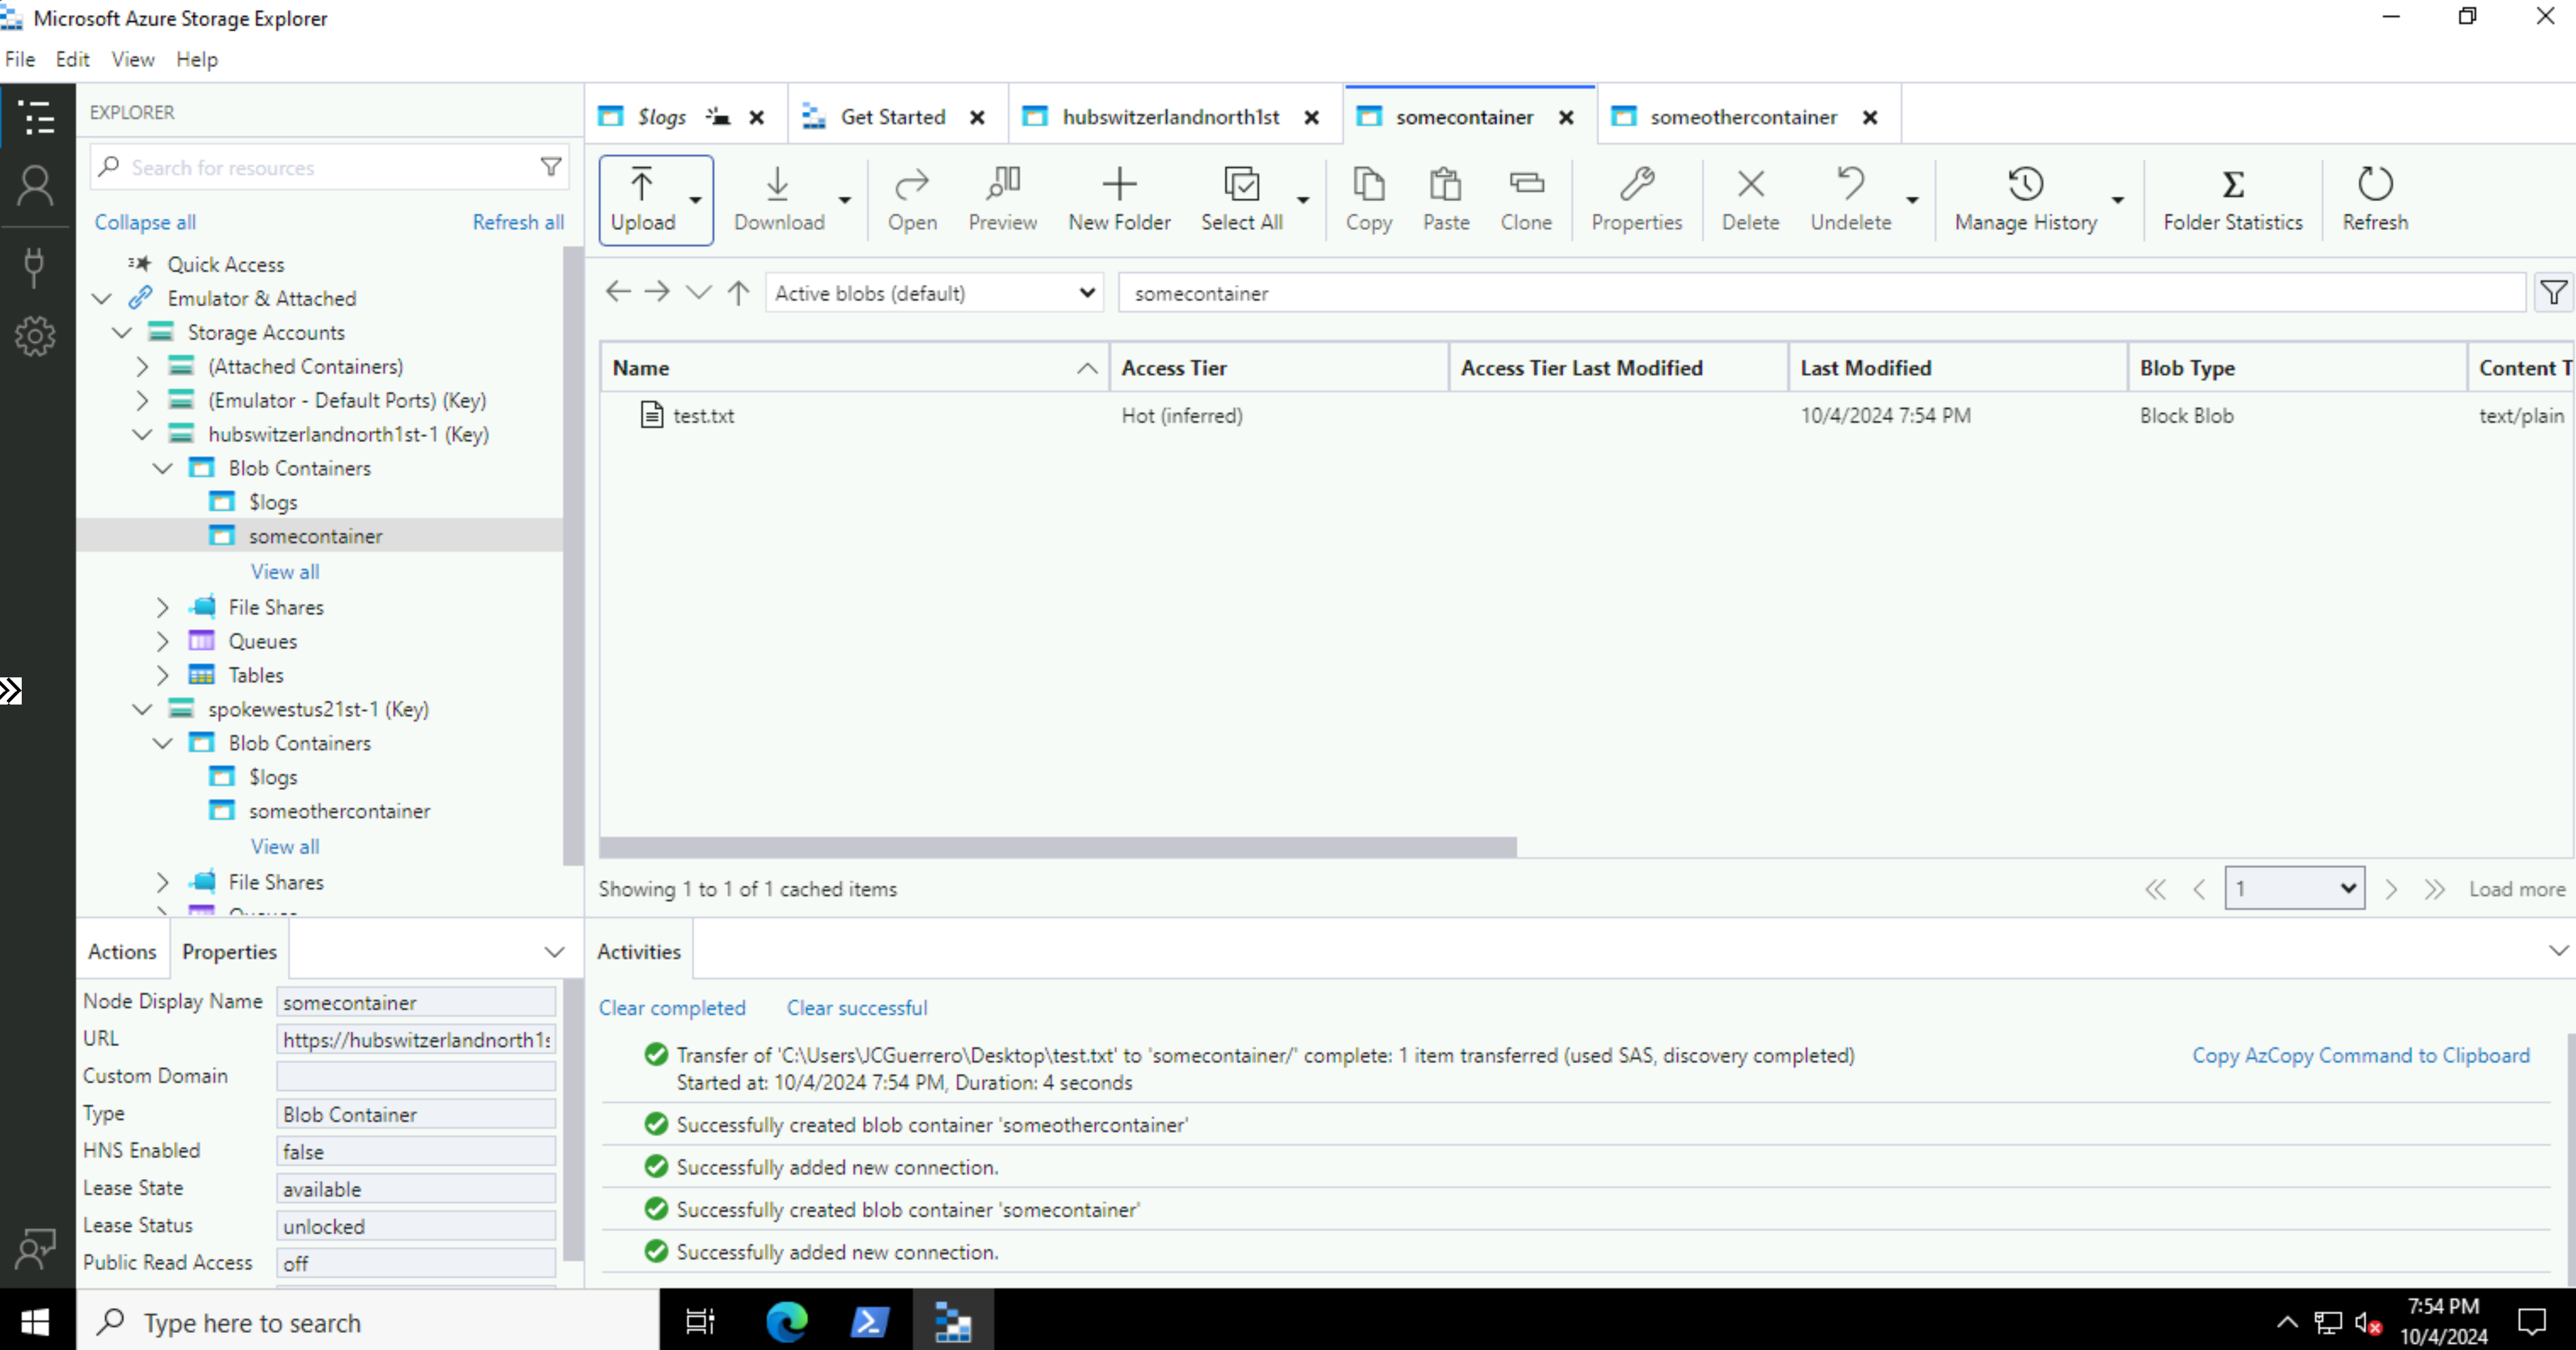 Microsoft Azure Storage Explorer
File Edit View Help
EXPLORER
Search for resources
Collapse all Refresh all
Quick Access
Emulator & Attached
Storage Accounts
(Attached Containers)
(Emulator - Default Ports) (Key)
hubswitzerlandnorth1st-1 (Key)
Blob Containers
$logs
somecontainer
View all
File Shares
Queues
Tables
spokewestus21st-1 (Key)
Blob Containers
$logs
someothercontainer
View all
File Shares
Queues
Actions Properties
Node Display Name somecontainer
URL https://hubswitzerlandnorth1s
Custom Domain
Type Blob Container
HNS Enabled false
Lease State available
Lease Status unlocked
Public Read Access off
$logs Get Started hubswitzerlandnorth1st somecontainer someothercontainer
Upload Download Open Preview New Folder Select All Copy Paste Clone Properties Delete Undelete Manage History Folder Statistics Refresh
Active blobs (default) somecontainer
Name Access Tier Access Tier Last Modified Last Modified Blob Type Content T
test.txt Hot (inferred) 10/4/2024 7:54 PM Block Blob text/plain
Showing 1 to 1 of 1 cached items 1 Load more
Activities
Clear completed Clear successful
Transfer of 'C:\Users\JCGuerrero\Desktop\test.txt' to 'somecontainer/' complete: 1 item transferred (used SAS, discovery completed) Copy AzCopy Command to Clipboard
Started at: 10/4/2024 7:54 PM, Duration: 4 seconds
Successfully created blob container 'someothercontainer'
Successfully added new connection.
Successfully created blob container 'somecontainer'
Successfully added new connection.
Type here to search
7:54 PM
10/4/2024